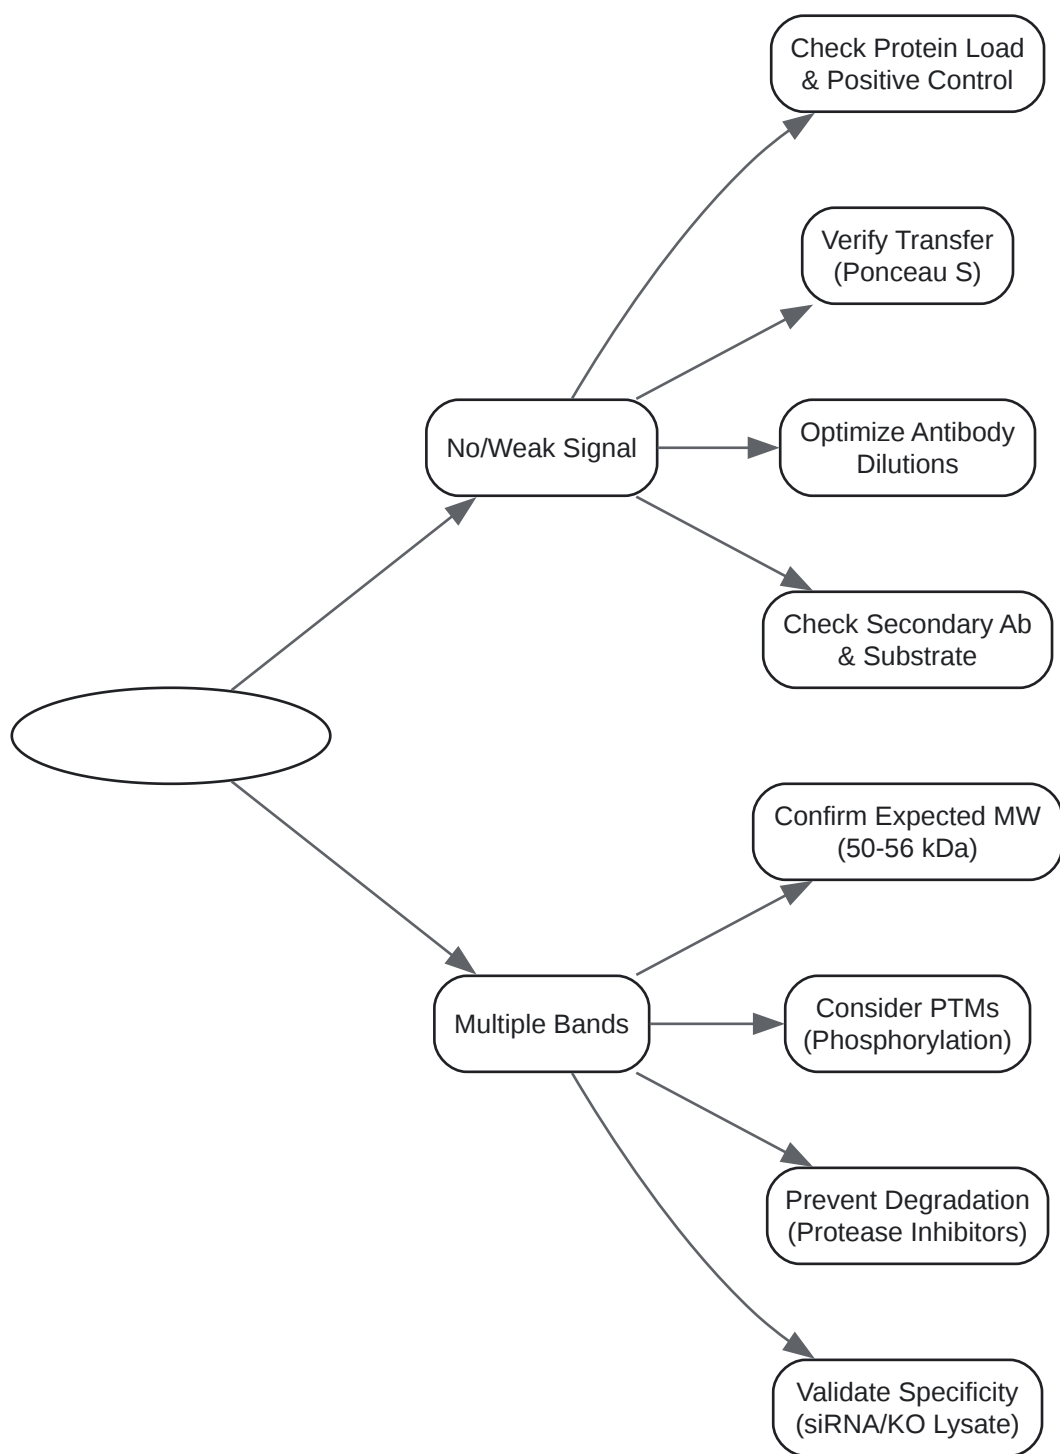 Check Protein Load
& Positive Control
Verify Transfer
(Ponceau S)
No/Weak Signal
Optimize Antibody
Dilutions
Check Secondary Ab
& Substrate
Confirm Expected MW
(50-56 kDa)
Multiple Bands
Consider PTMs
(Phosphorylation)
Prevent Degradation
(Protease Inhibitors)
Validate Specificity
(siRNA/KO Lysate)